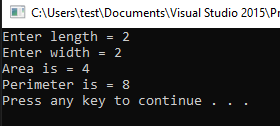 C:\Users\test\Documents\Visual Studio 2015\Pr
Enter length = 2
Enter width = 2
Area is = 4
Perimeter is = 8
Press any key to continue . . .